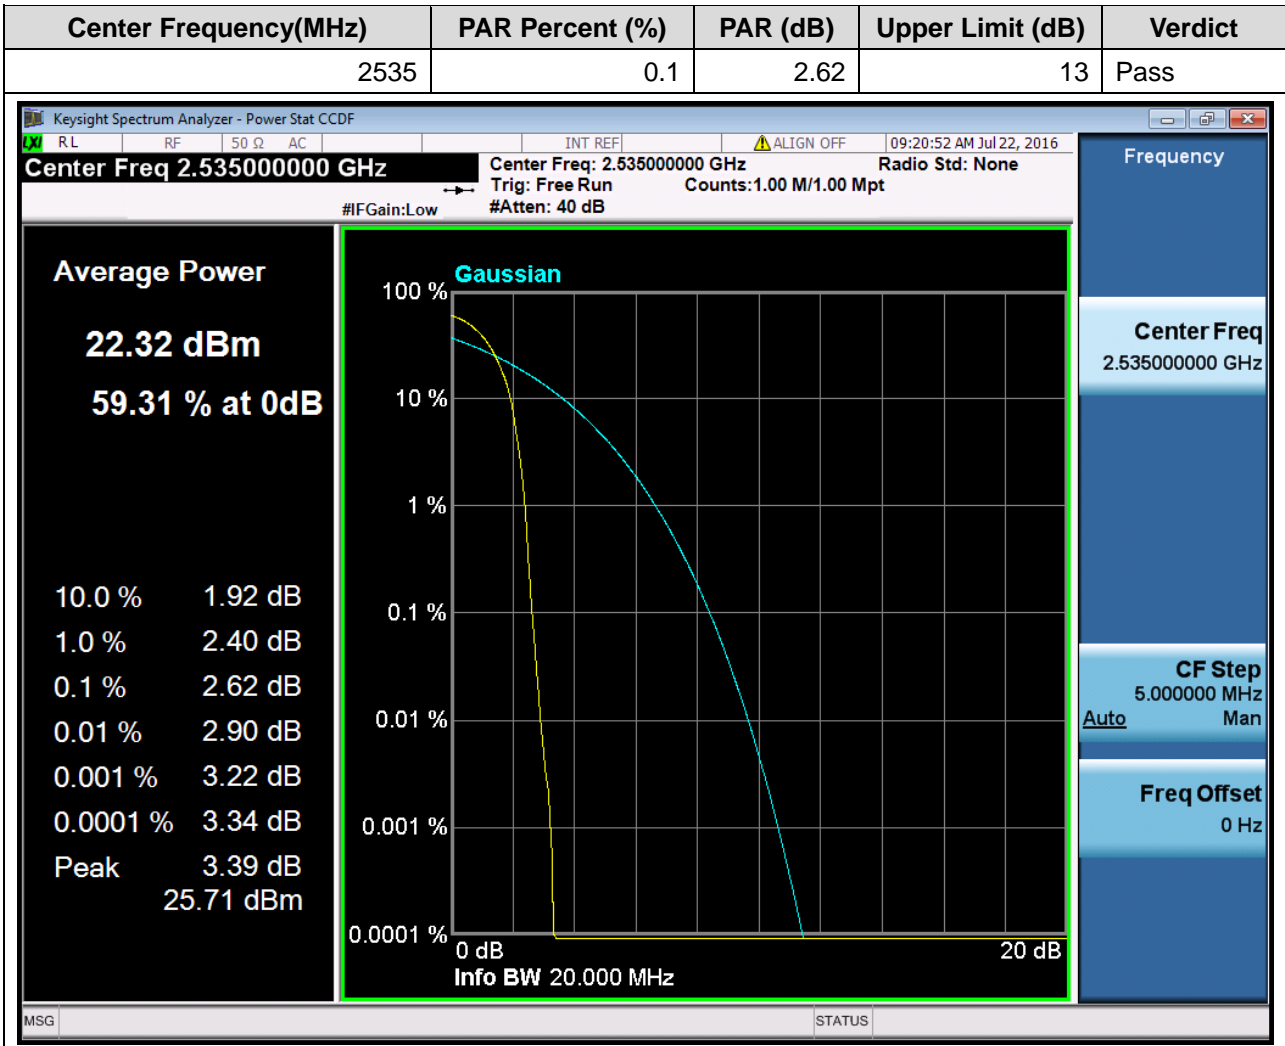 Center Frequency(MHz) PAR Percent (%) PAR (dB) Upper Limit (dB) Verdict
2535 0.1 2.62 13 Pass
Keysight Spectrum Analyzer - Power Stat CCDF
LXI RL RF 50 Ω AC INT REF ALIGN OFF 09:20:52 AM Jul 22, 2016
Center Freq 2.535000000 GHz
#IFGain:Low
Center Freq: 2.535000000 GHz Radio Std: None
Trig: Free Run Counts:1.00 M/1.00 Mpt
#Atten: 40 dB
Average Power
22.32 dBm
59.31 % at 0dB
10.0 % 1.92 dB
1.0 % 2.40 dB
0.1 % 2.62 dB
0.01 % 2.90 dB
0.001 % 3.22 dB
0.0001 % 3.34 dB
Peak 3.39 dB
25.71 dBm
Gaussian
100 %
10 %
1 %
0.1 %
0.01 %
0.001 %
0.0001 %
0 dB 20 dB
Info BW 20.000 MHz
Frequency
Center Freq
2.535000000 GHz
CF Step
5.000000 MHz
Auto Man
Freq Offset
0 Hz
MSG STATUS